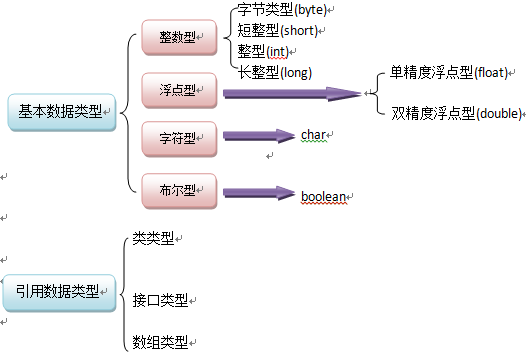 字节类型(byte)
短整型(short)
整数型
整型(int)
长整型(long)
单精度浮点型(float)
浮点型
基本数据类型
双精度浮点型(double)
字符型
char
布尔型
boolean
类类型
引用数据类型
接口类型
数组类型